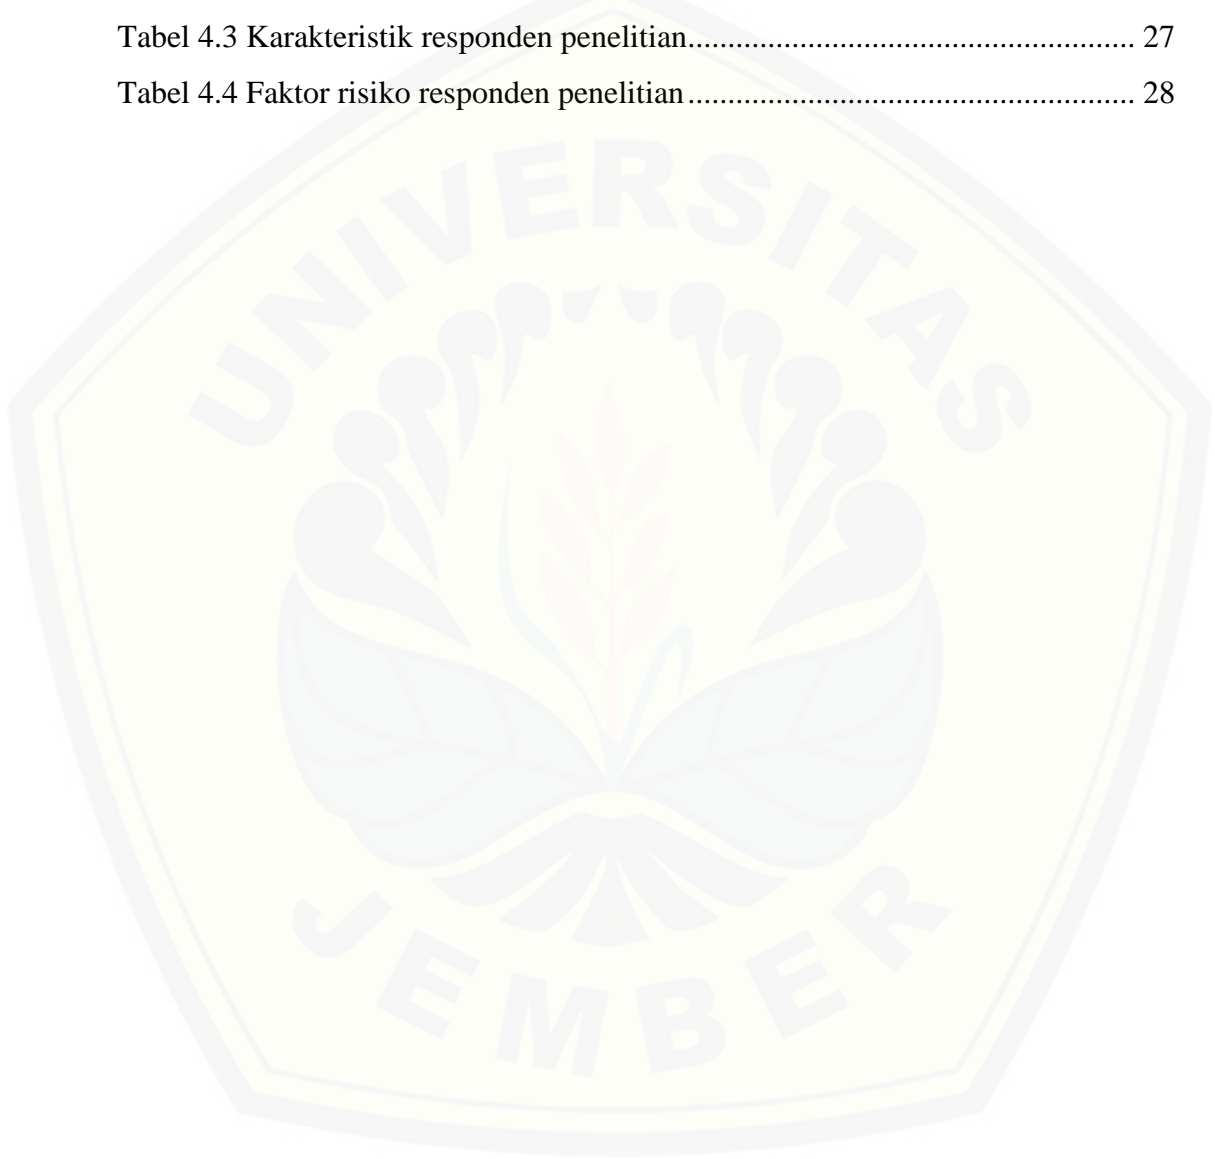 Tabel 4.3 Karakteristik responden penelitian..................................................... 27
Tabel 4.4 Faktor risiko responden penelitian..................................................... 28
UNIVERSITAS
JEMBER